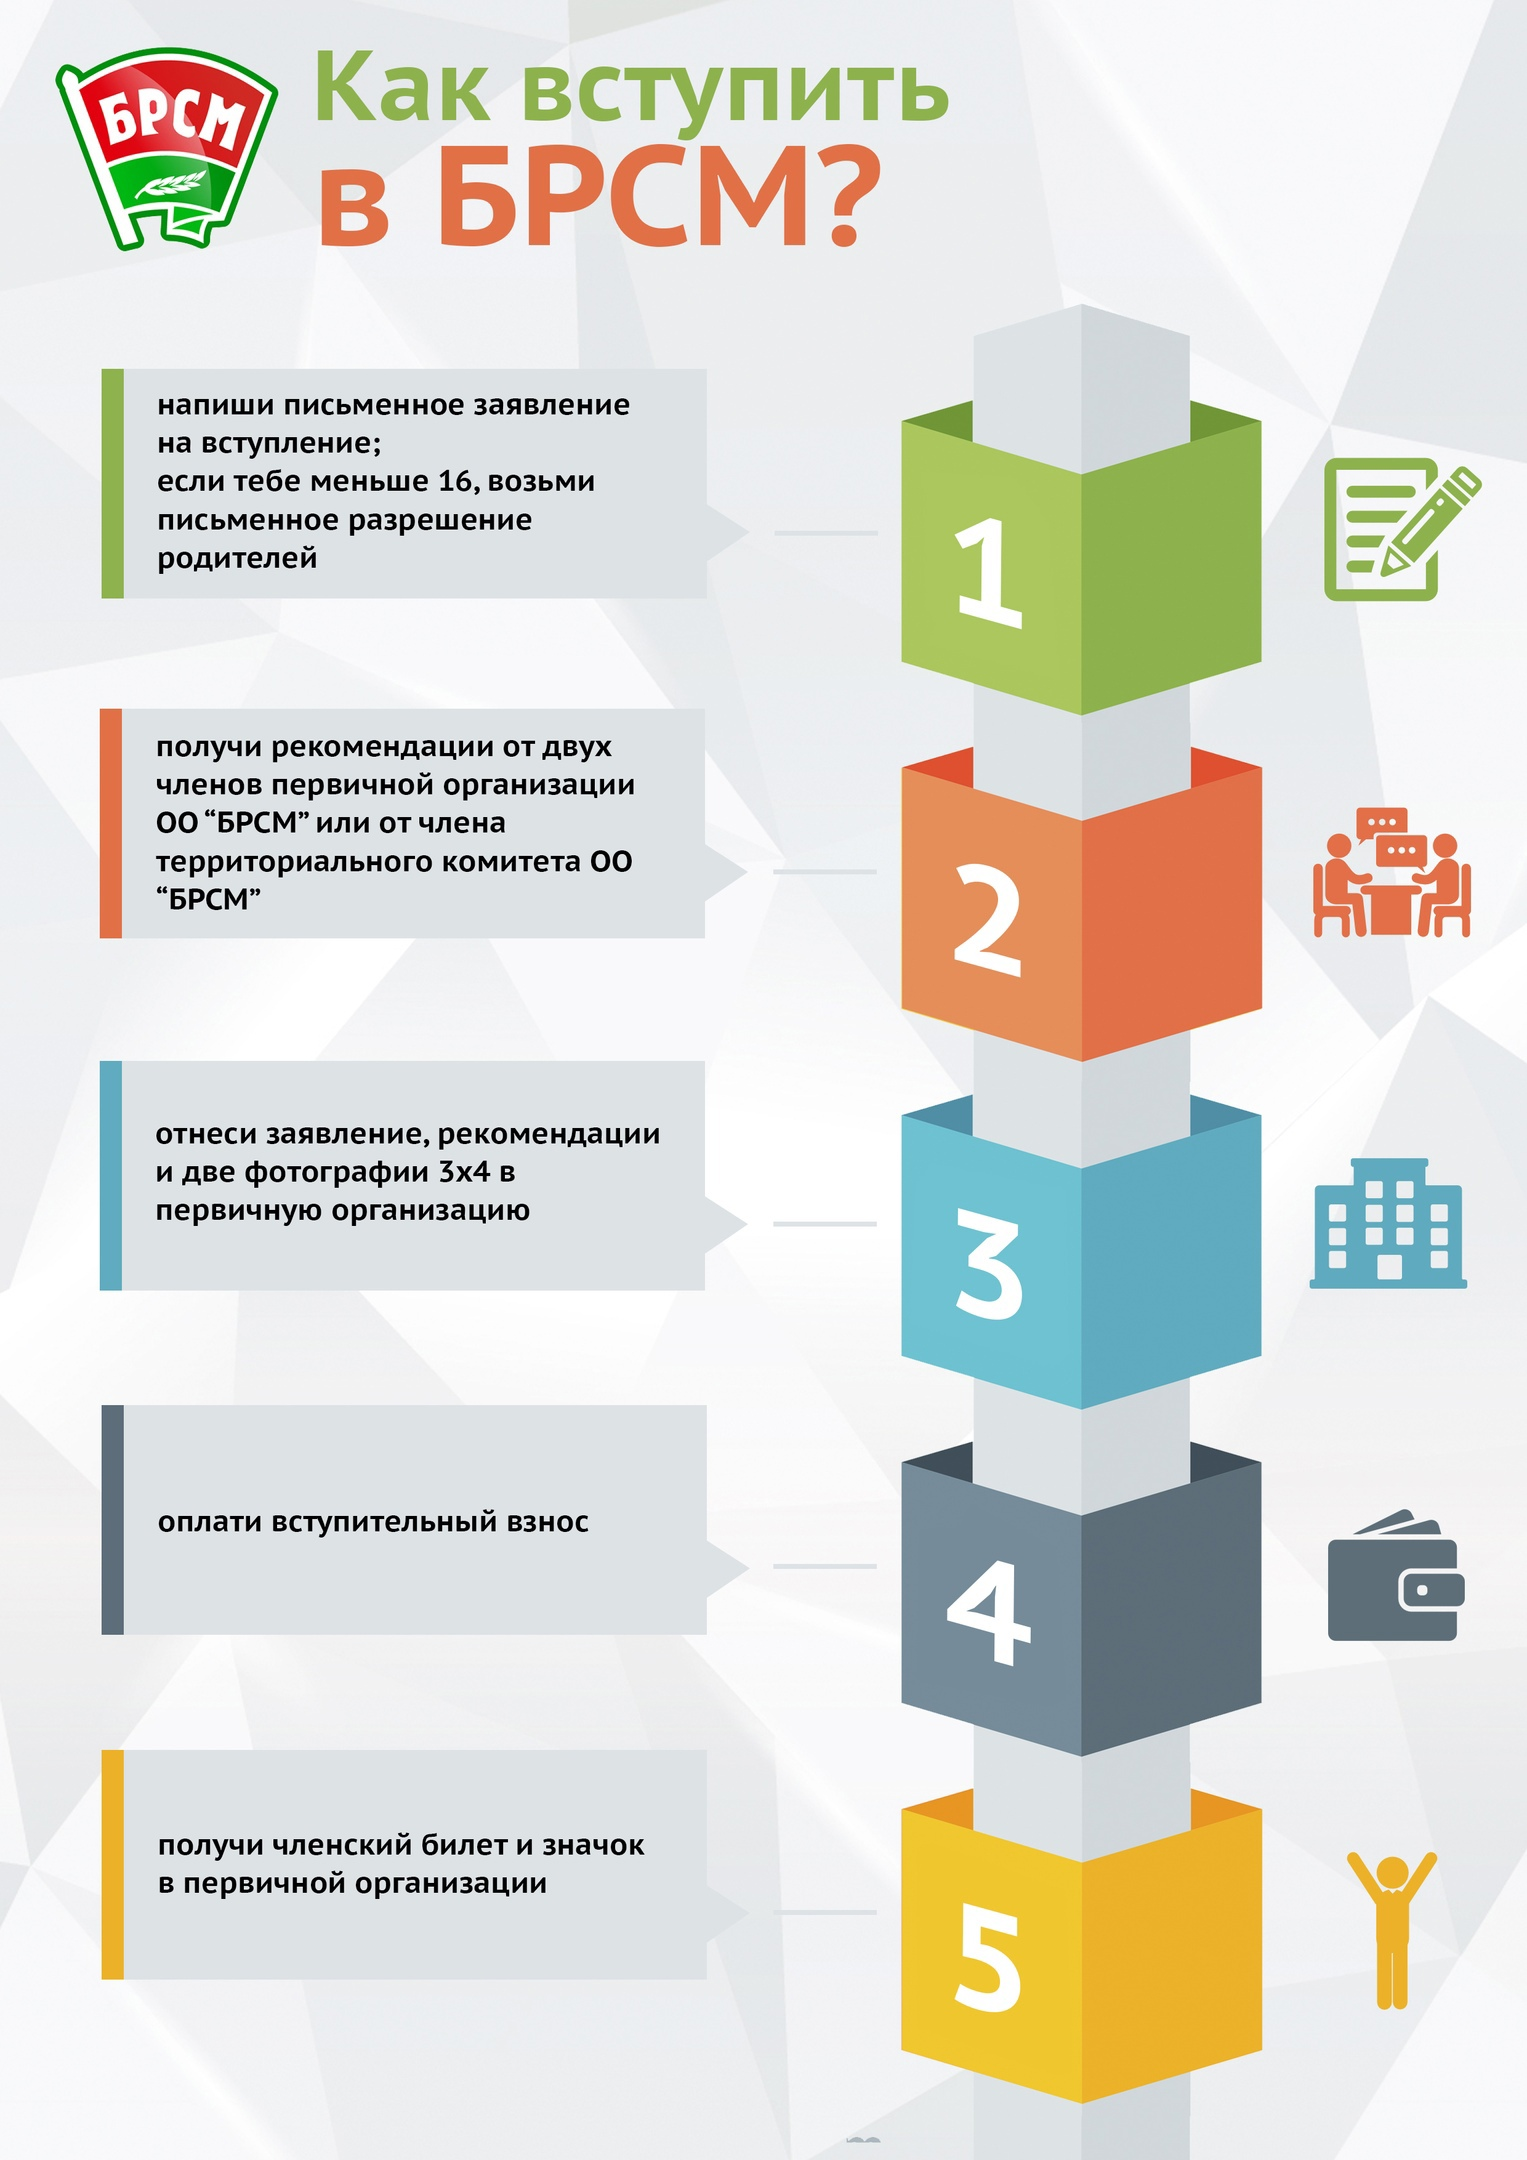 БРСМ
Как вступить
в БРСМ?
напиши письменное заявление
на вступление;
если тебе меньше 16, возьми
письменное разрешение
родителей
1
получи рекомендации от двух
членов первичной организации
ОО “БРСМ” или от члена
территориального комитета ОО
“БРСМ”
2
отнеси заявление, рекомендации
и две фотографии 3х4 в
первичную организацию
3
оплати вступительный взнос
4
получи членский билет и значок
в первичной организации
5